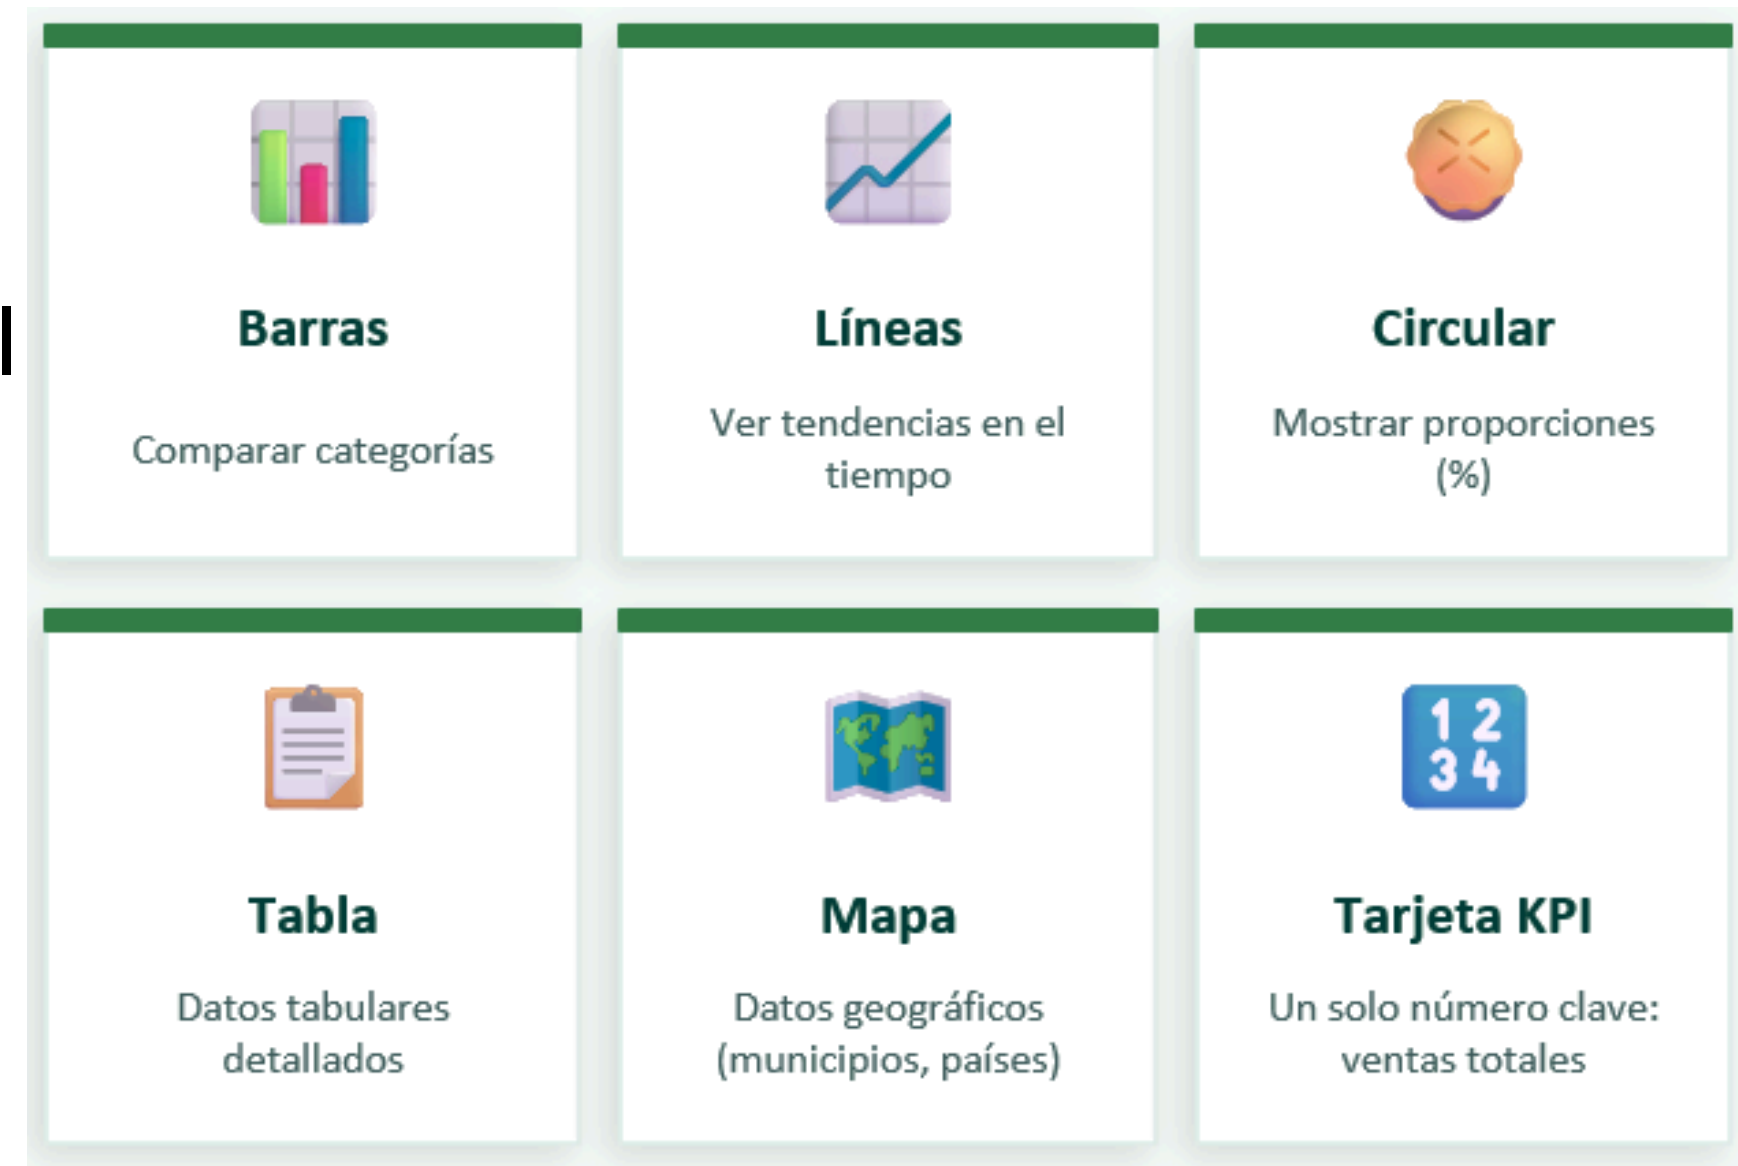 Barras
Comparar categorías
Líneas
Ver tendencias en el
tiempo
Circular
Mostrar proporciones
(%)
Tabla
Datos tabulares
detallados
Mapa
Datos geográficos
(municipios, países)
1 2
3 4
Tarjeta KPI
Un solo número clave:
ventas totales